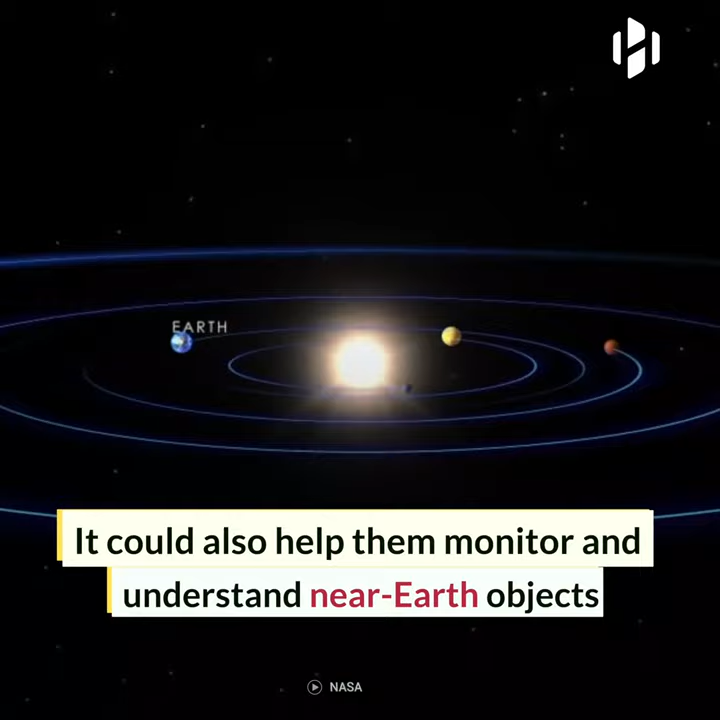 EARTH
It could also help them monitor and
understand near-Earth objects
NASA